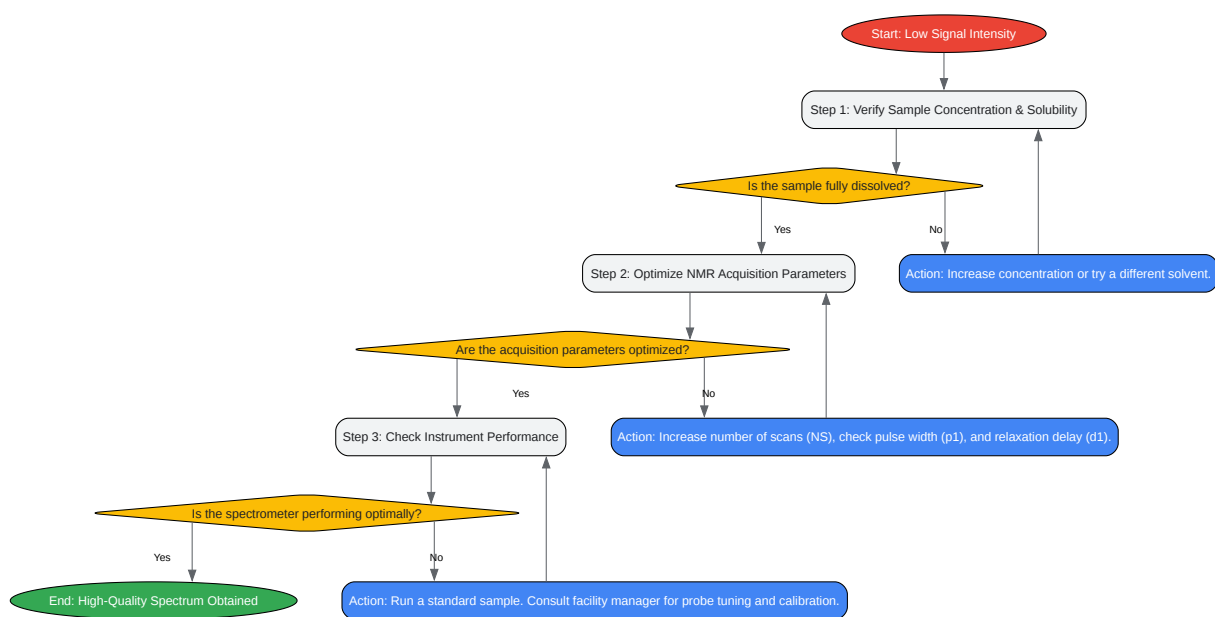 Start: Low Signal Intensity
Step 1: Verify Sample Concentration & Solubility
Is the sample fully dissolved?
Yes
No
Step 2: Optimize NMR Acquisition Parameters
Action: Increase concentration or try a different solvent.
Are the acquisition parameters optimized?
Yes
No
Step 3: Check Instrument Performance
Action: Increase number of scans (NS), check pulse width (p1), and relaxation delay (d1).
Is the spectrometer performing optimally?
Yes
No
End: High-Quality Spectrum Obtained
Action: Run a standard sample. Consult facility manager for probe tuning and calibration.